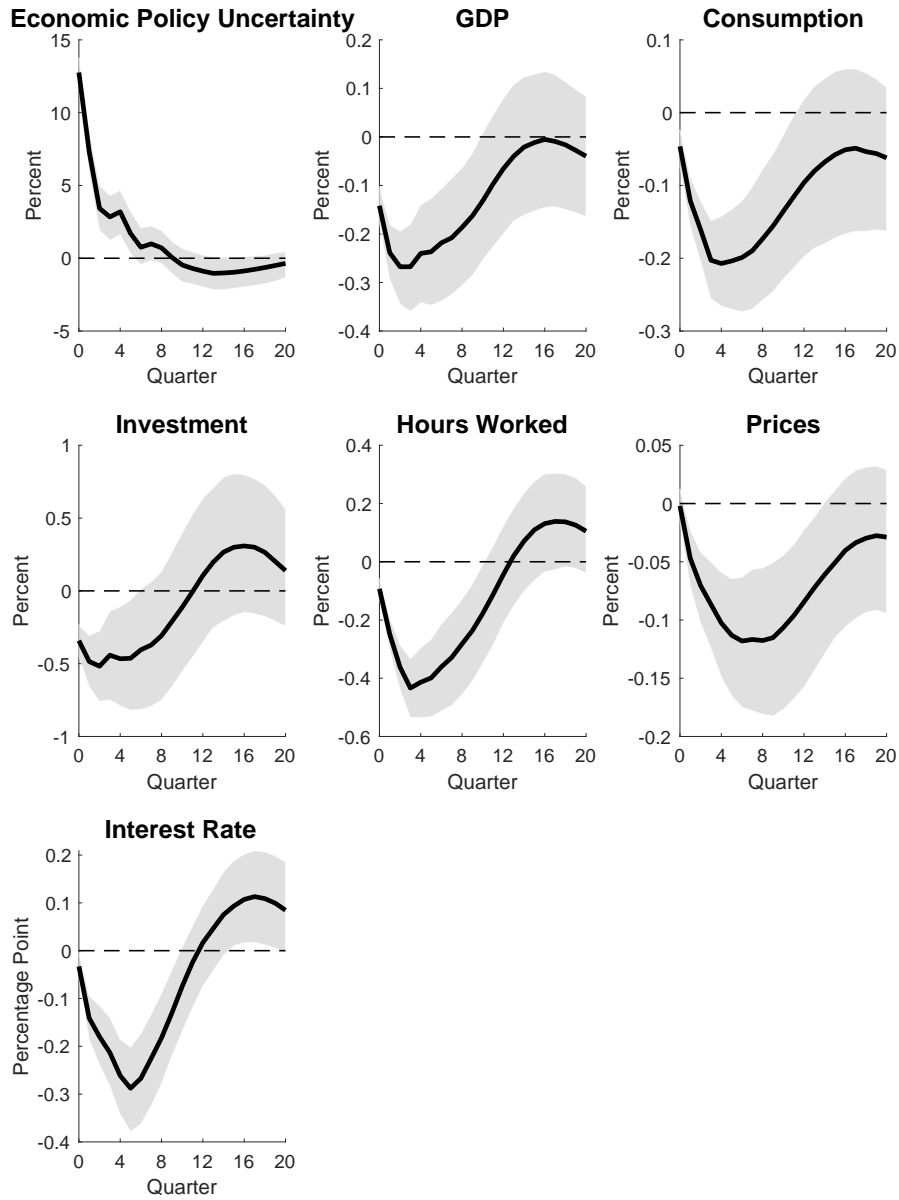 Economic Policy Uncertainty
15
10
5
0
-5
Percent
0 4 8 12 16 20
Quarter
GDP
0.2
0.1
0
-0.1
-0.2
-0.3
-0.4
Percent
0 4 8 12 16 20
Quarter
Consumption
0.1
0
-0.1
-0.2
-0.3
Percent
0 4 8 12 16 20
Quarter
Investment
1
0.5
0
-0.5
-1
Percent
0 4 8 12 16 20
Quarter
Hours Worked
0.4
0.2
0
-0.2
-0.4
-0.6
Percent
0 4 8 12 16 20
Quarter
Prices
0.05
0
-0.05
-0.1
-0.15
-0.2
Percent
0 4 8 12 16 20
Quarter
Interest Rate
0.2
0.1
0
-0.1
-0.2
-0.3
-0.4
Percentage Point
0 4 8 12 16 20
Quarter